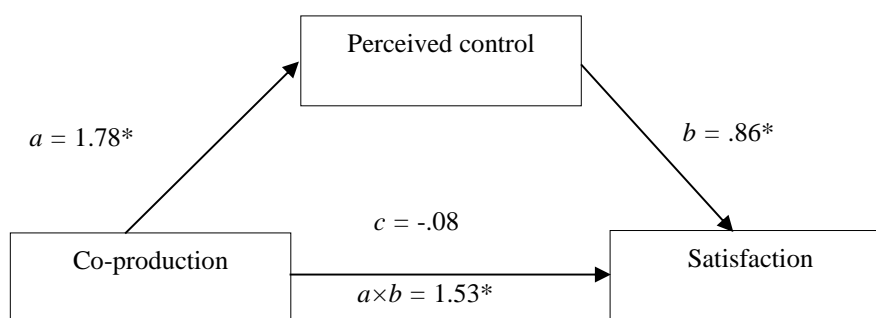 Perceived control
a = 1.78*
b = .86*
c = -.08
Co-production
Satisfaction
a×b = 1.53*